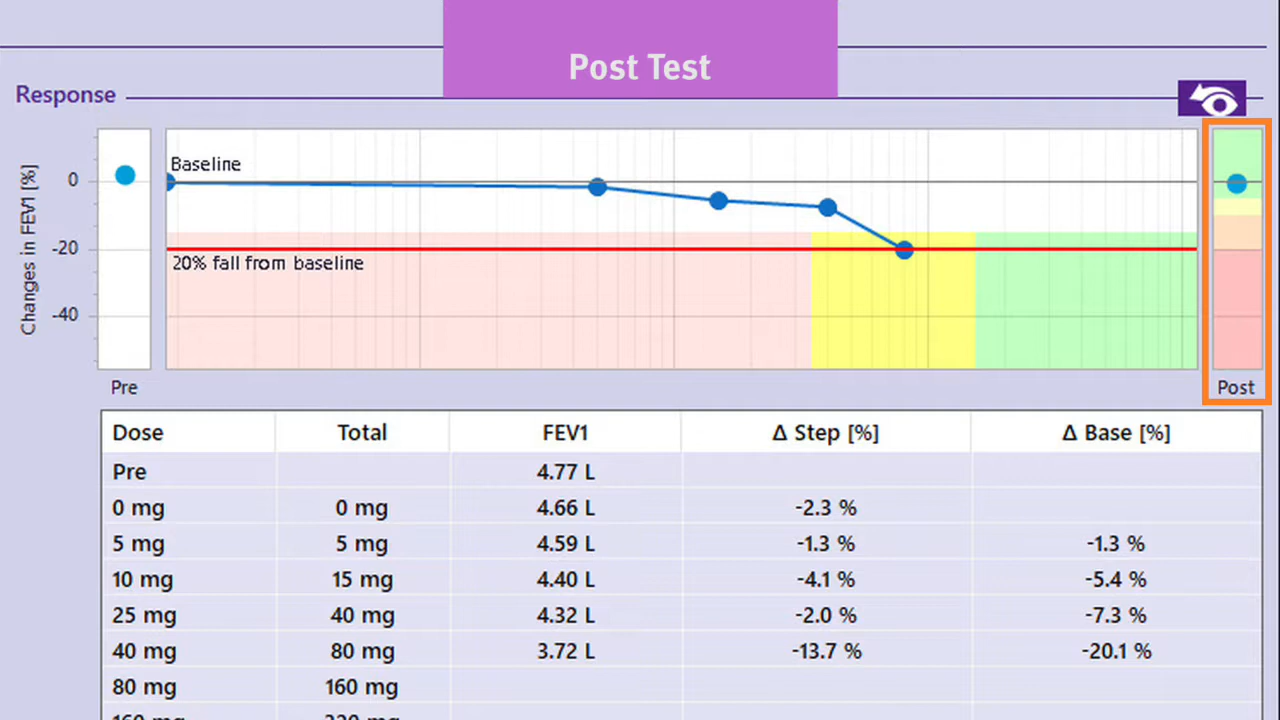 Post Test
Response
Changes in FEV1 [%]
0
-20
-40
Baseline
20% fall from baseline
Pre
Post
Dose Total FEV1 Δ Step [%] Δ Base [%]
Pre 4.77 L
0 mg 0 mg 4.66 L -2.3 %
5 mg 5 mg 4.59 L -1.3 % -1.3 %
10 mg 15 mg 4.40 L -4.1 % -5.4 %
25 mg 40 mg 4.32 L -2.0 % -7.3 %
40 mg 80 mg 3.72 L -13.7 % -20.1 %
80 mg 160 mg